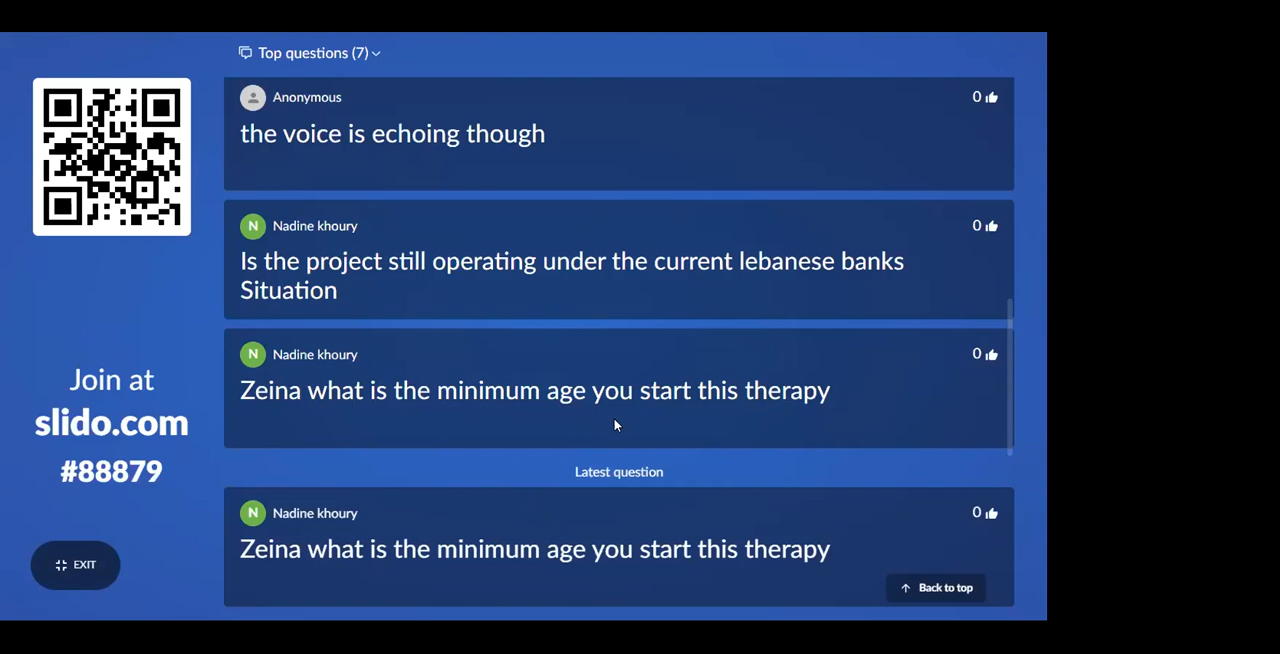 Top questions (7)
Anonymous
0
the voice is echoing though
Nadine khoury
0
Is the project still operating under the current lebanese banks
Situation
Nadine khoury
0
Zeina what is the minimum age you start this therapy
Latest question
Nadine khoury
0
Zeina what is the minimum age you start this therapy
Back to top
Join at
slido.com
#88879
EXIT